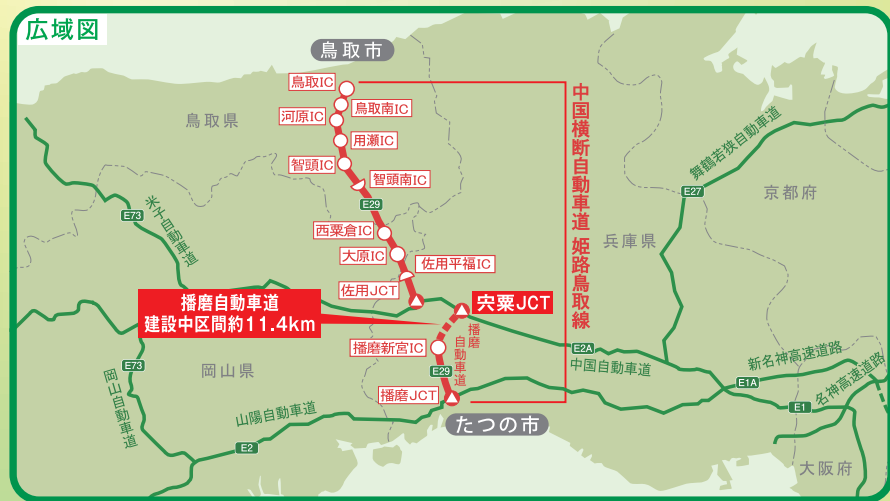 広域図
鳥取市
鳥取IC
鳥取南IC
河原IC
用瀬IC
智頭IC
智頭南IC
E29
西粟倉IC
大原IC
佐用平福IC
佐用JCT
宍粟JCT
播磨自動車道
建設中区間約11.4km
播磨新宮IC
播磨
自動車道
E29
播磨JCT
たつの市
中国横断自動車道 姫路鳥取線
鳥取県
岡山県
兵庫県
京都府
大阪府
E73
米子自動車道
E73
岡山自動車道
山陽自動車道
E2
E27
舞鶴若狭自動車道
E2A
中国自動車道
新名神高速道路
E1A
名神高速道路
E1